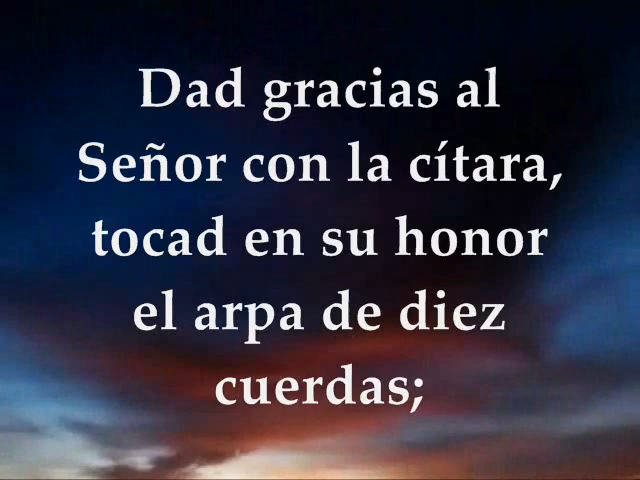 Dad gracias al
Señor con la cítara,
tocad en su honor
el arpa de diez
cuerdas;